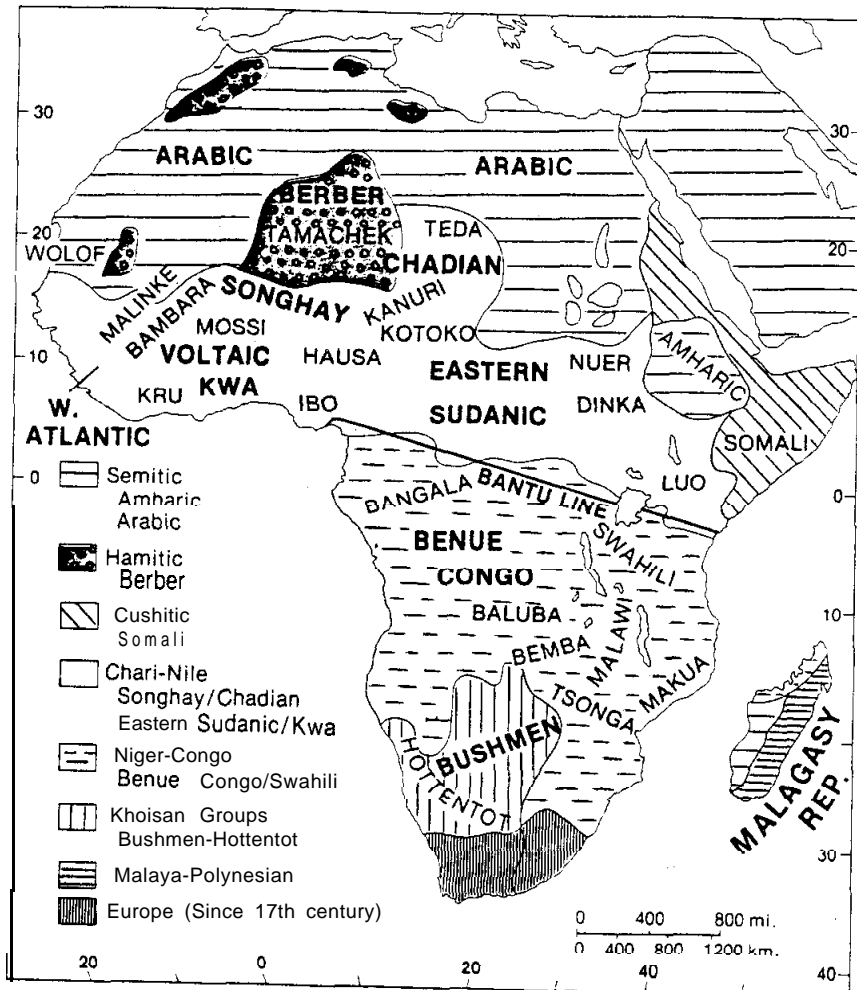 30
30
ARABIC
ARABIC
BERBER
TAMACHEK
TEDA
20
20
WOLOF
CHADIAN
MALINKE
BAMBARA
SONGHAY
KANURI
KOTOKO
MOSSI
VOLTAIC
HAUSA
EASTERN
NUER
AMHARIC
10
10
KRU
KWA
IBO
SUDANIC
DINKA
W.
ATLANTIC
SOMALI
LUO
0
0
BANGALA
BANTU LINE
SWAHILI
BENUE
CONGO
BALUBA
10
BEMBA
MALAWI
MAKUA
TSONGA
BUSHMEN
HOTTENTOT
MALAGASY
REP.
30
Semitic
Amharic
Arabic
Hamitic
Berber
Cushitic
Somali
Chari-Nile
Songhay/Chadian
Eastern Sudanic/Kwa
Niger-Congo
Benue Congo/Swahili
Khoisan Groups
Bushmen-Hottentot
Malaya-Polynesian
Europe (Since 17th century)
0 400 800 mi.
0 400 800 1200 km.
20 0 20 40 40